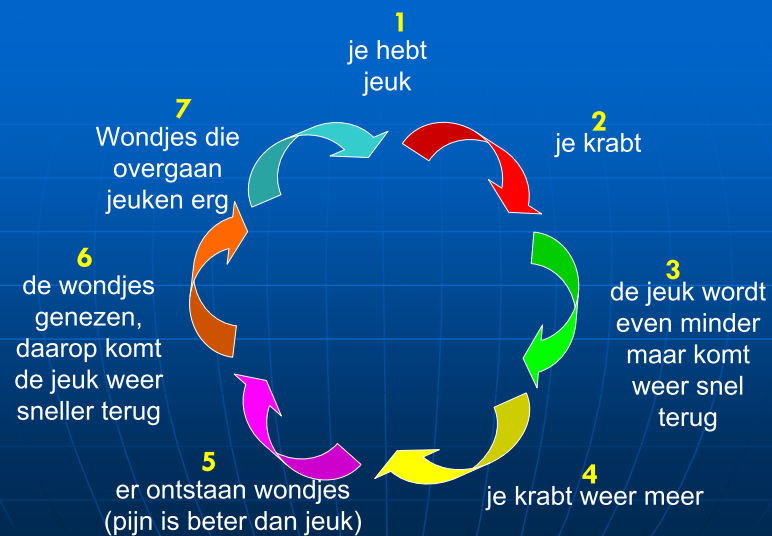 1
je hebt
jeuk
2
je krabt
3
de jeuk wordt
even minder
maar komt
weer snel
terug
4
je krabt weer meer
5
er ontstaan wondjes
(pijn is beter dan jeuk)
6
de wondjes
genezen,
daarop komt
de jeuk weer
sneller terug
7
Wondjes die
overgaan
jeuken erg